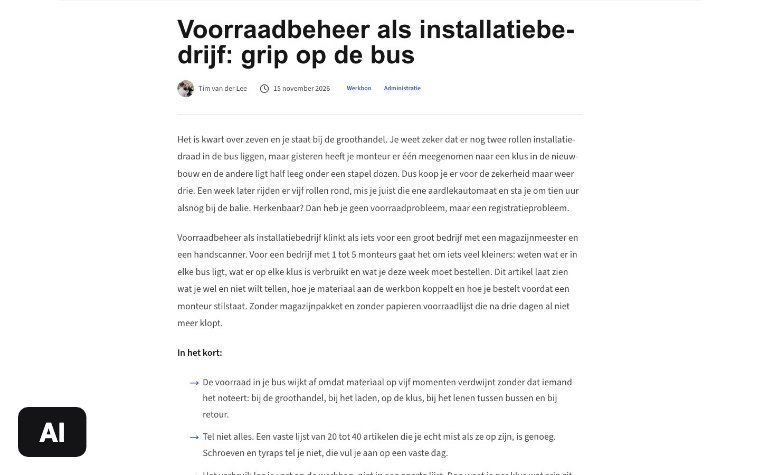 Voorraadbeheer als installatiebe-
drijf: grip op de bus
Tim van der Lee 15 november 2026 Werkbon Administratie
Het is kwart over zeven en je staat bij de groothandel. Je weet zeker dat er nog twee rollen installatie-
draad in de bus liggen, maar gisteren heeft je monteur er één meegenomen naar een klus in de nieuw-
bouw en de andere ligt half leeg onder een stapel dozen. Dus koop je er voor de zekerheid maar weer
drie. Een week later rijden er vijf rollen rond, mis je juist die ene aardlekautomaat en sta je om tien uur
alsnog bij de balie. Herkenbaar? Dan heb je geen voorraadprobleem, maar een registratieprobleem.
Voorraadbeheer als installatiebedrijf klinkt als iets voor een groot bedrijf met een magazijnmeester en
een handscanner. Voor een bedrijf met 1 tot 5 monteurs gaat het om iets veel kleiners: weten wat er in
elke bus ligt, wat er op elke klus is verbruikt en wat je deze week moet bestellen. Dit artikel laat zien
wat je wel en niet wilt tellen, hoe je materiaal aan de werkbon koppelt en hoe je bestelt voordat een
monteur stilstaat. Zonder magazijnpakket en zonder papieren voorraadlijst die na drie dagen al niet
meer klopt.
In het kort:
→ De voorraad in je bus wijkt af omdat materiaal op vijf momenten verdwijnt zonder dat iemand
het noteert: bij de groothandel, bij het laden, op de klus, bij het lenen tussen bussen en bij
retour.
→ Tel niet alles. Een vaste lijst van 20 tot 40 artikelen die je echt mist als ze op zijn, is genoeg.
Schroeven en tyraps tel je niet, die vul je aan op een vaste dag.
AI